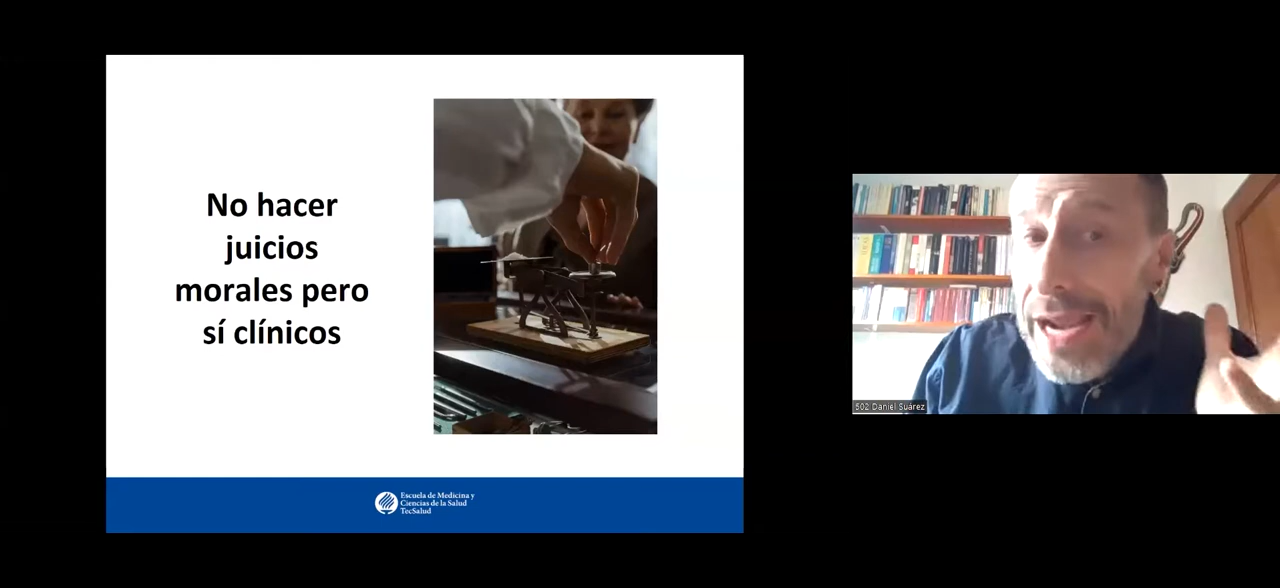 No hacer
juicios
morales pero
sí clínicos
Escuela de Medicina y
Ciencias de la Salud
TecSalud
502 Daniel Suárez